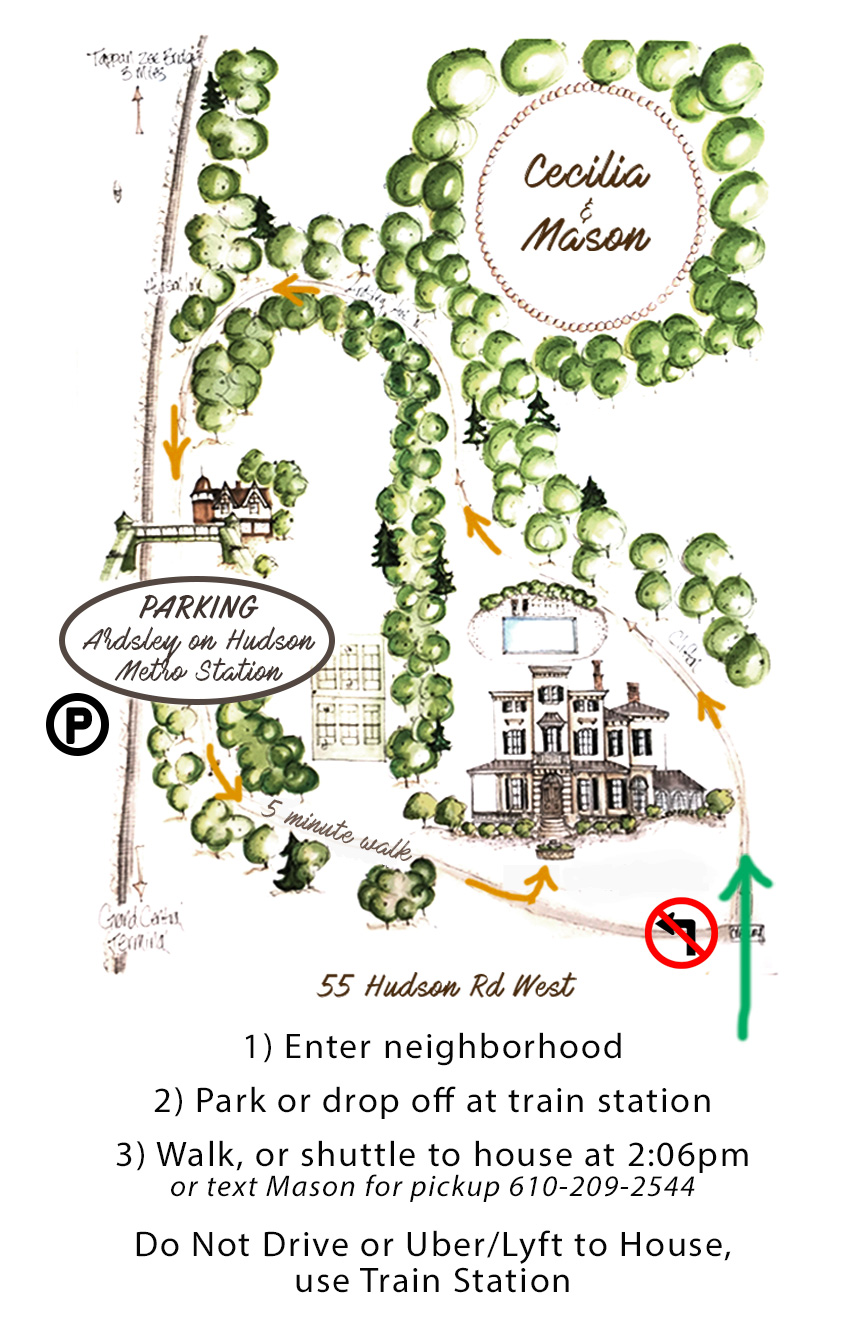 Tappan Zee Bridge
3 Miles
Cecilia
&
Mason
Hudson line
PARKING
Ardsley on Hudson
Metro Station
P
5 minute walk
Grand Central
Terminal
55 Hudson Rd West
1) Enter neighborhood
2) Park or drop off at train station
3) Walk, or shuttle to house at 2:06pm
or text Mason for pickup 610-209-2544
Do Not Drive or Uber/Lyft to House,
use Train Station